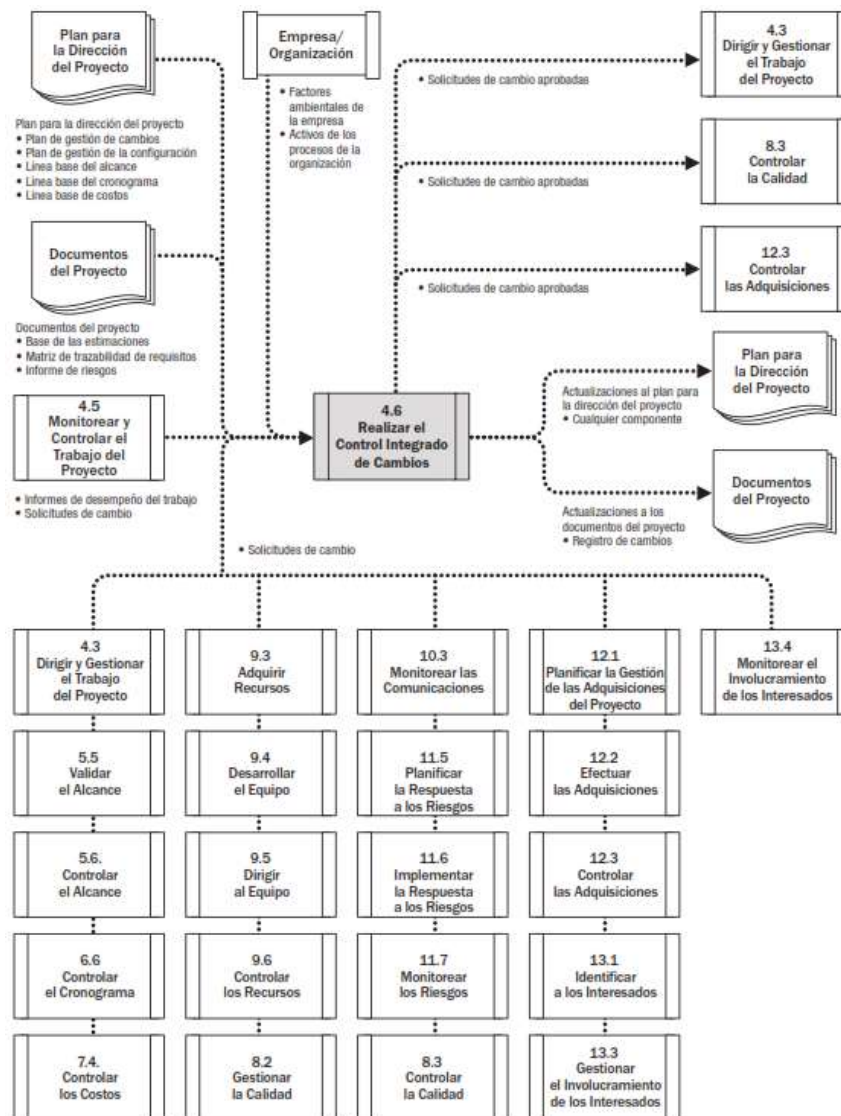 Plan para
la Dirección
del Proyecto
Plan para la dirección del proyecto
• Plan de gestión de cambios
• Plan de gestión de la configuración
• Línea base del alcance
• Línea base del cronograma
• Línea base de costos
Empresa/
Organización
• Factores
ambientales de
la empresa
• Activos de los
procesos de la
organización
• Solicitudes de cambio aprobadas
4.3
Dirigir y Gestionar
el Trabajo
del Proyecto
• Solicitudes de cambio aprobadas
8.3
Controlar
la Calidad
• Solicitudes de cambio aprobadas
12.3
Controlar
las Adquisiciones
Documentos
del Proyecto
Documentos del proyecto
• Base de las estimaciones
• Matriz de trazabilidad de requisitos
• Informe de riesgos
4.5
Monitorear y
Controlar el
Trabajo del
Proyecto
• Informes de desempeño del trabajo
• Solicitudes de cambio
4.6
Realizar el
Control Integrado
de Cambios
Actualizaciones al plan para
la dirección del proyecto
• Cualquier componente
Plan para
la Dirección
del Proyecto
Actualizaciones a los
documentos del proyecto
• Registro de cambios
Documentos
del Proyecto
• Solicitudes de cambio
4.3
Dirigir y Gestionar
el Trabajo
del Proyecto
9.3
Adquirir
Recursos
10.3
Monitorear las
Comunicaciones
12.1
Planificar la Gestión
de las Adquisiciones
del Proyecto
13.4
Monitorear el
Involucramiento
de los Interesados
5.5
Validar
el Alcance
9.4
Desarrollar
el Equipo
11.5
Planificar
la Respuesta
a los Riesgos
12.2
Efectuar
las Adquisiciones
5.6.
Controlar
el Alcance
9.5
Dirigir
al Equipo
11.6
Implementar
la Respuesta
a los Riesgos
12.3
Controlar
las Adquisiciones
6.6
Controlar
el Cronograma
9.6
Controlar
los Recursos
11.7
Monitorear
los Riesgos
13.1
Identificar
a los Interesados
7.4.
Controlar
los Costos
8.2
Gestionar
la Calidad
8.3
Controlar
la Calidad
13.3
Gestionar
el Involucramiento
de los Interesados